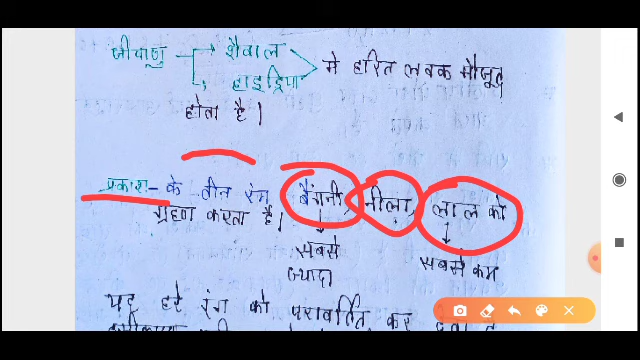 जीवाणु → शैवाल
हाइड्रिपा
मे हरित लवक मौजूद
होता है।
प्रकाश - के तीन रंग बैंगनी, नीला, लाल को
ग्रहण करता है।
↓ सबसे ज्यादा
↓ सबसे कम
यह हरे रंग को परावर्तित कर देता